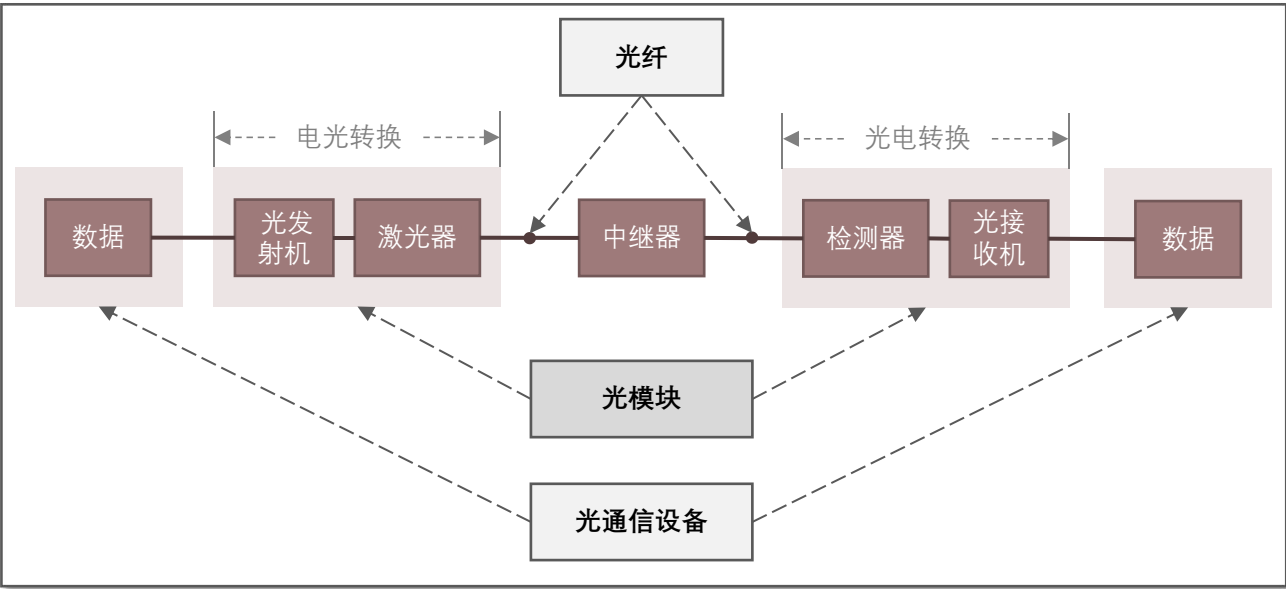 光纤
电光转换
光电转换
数据
光发
射机
激光器
中继器
检测器
光接
收机
数据
光模块
光通信设备